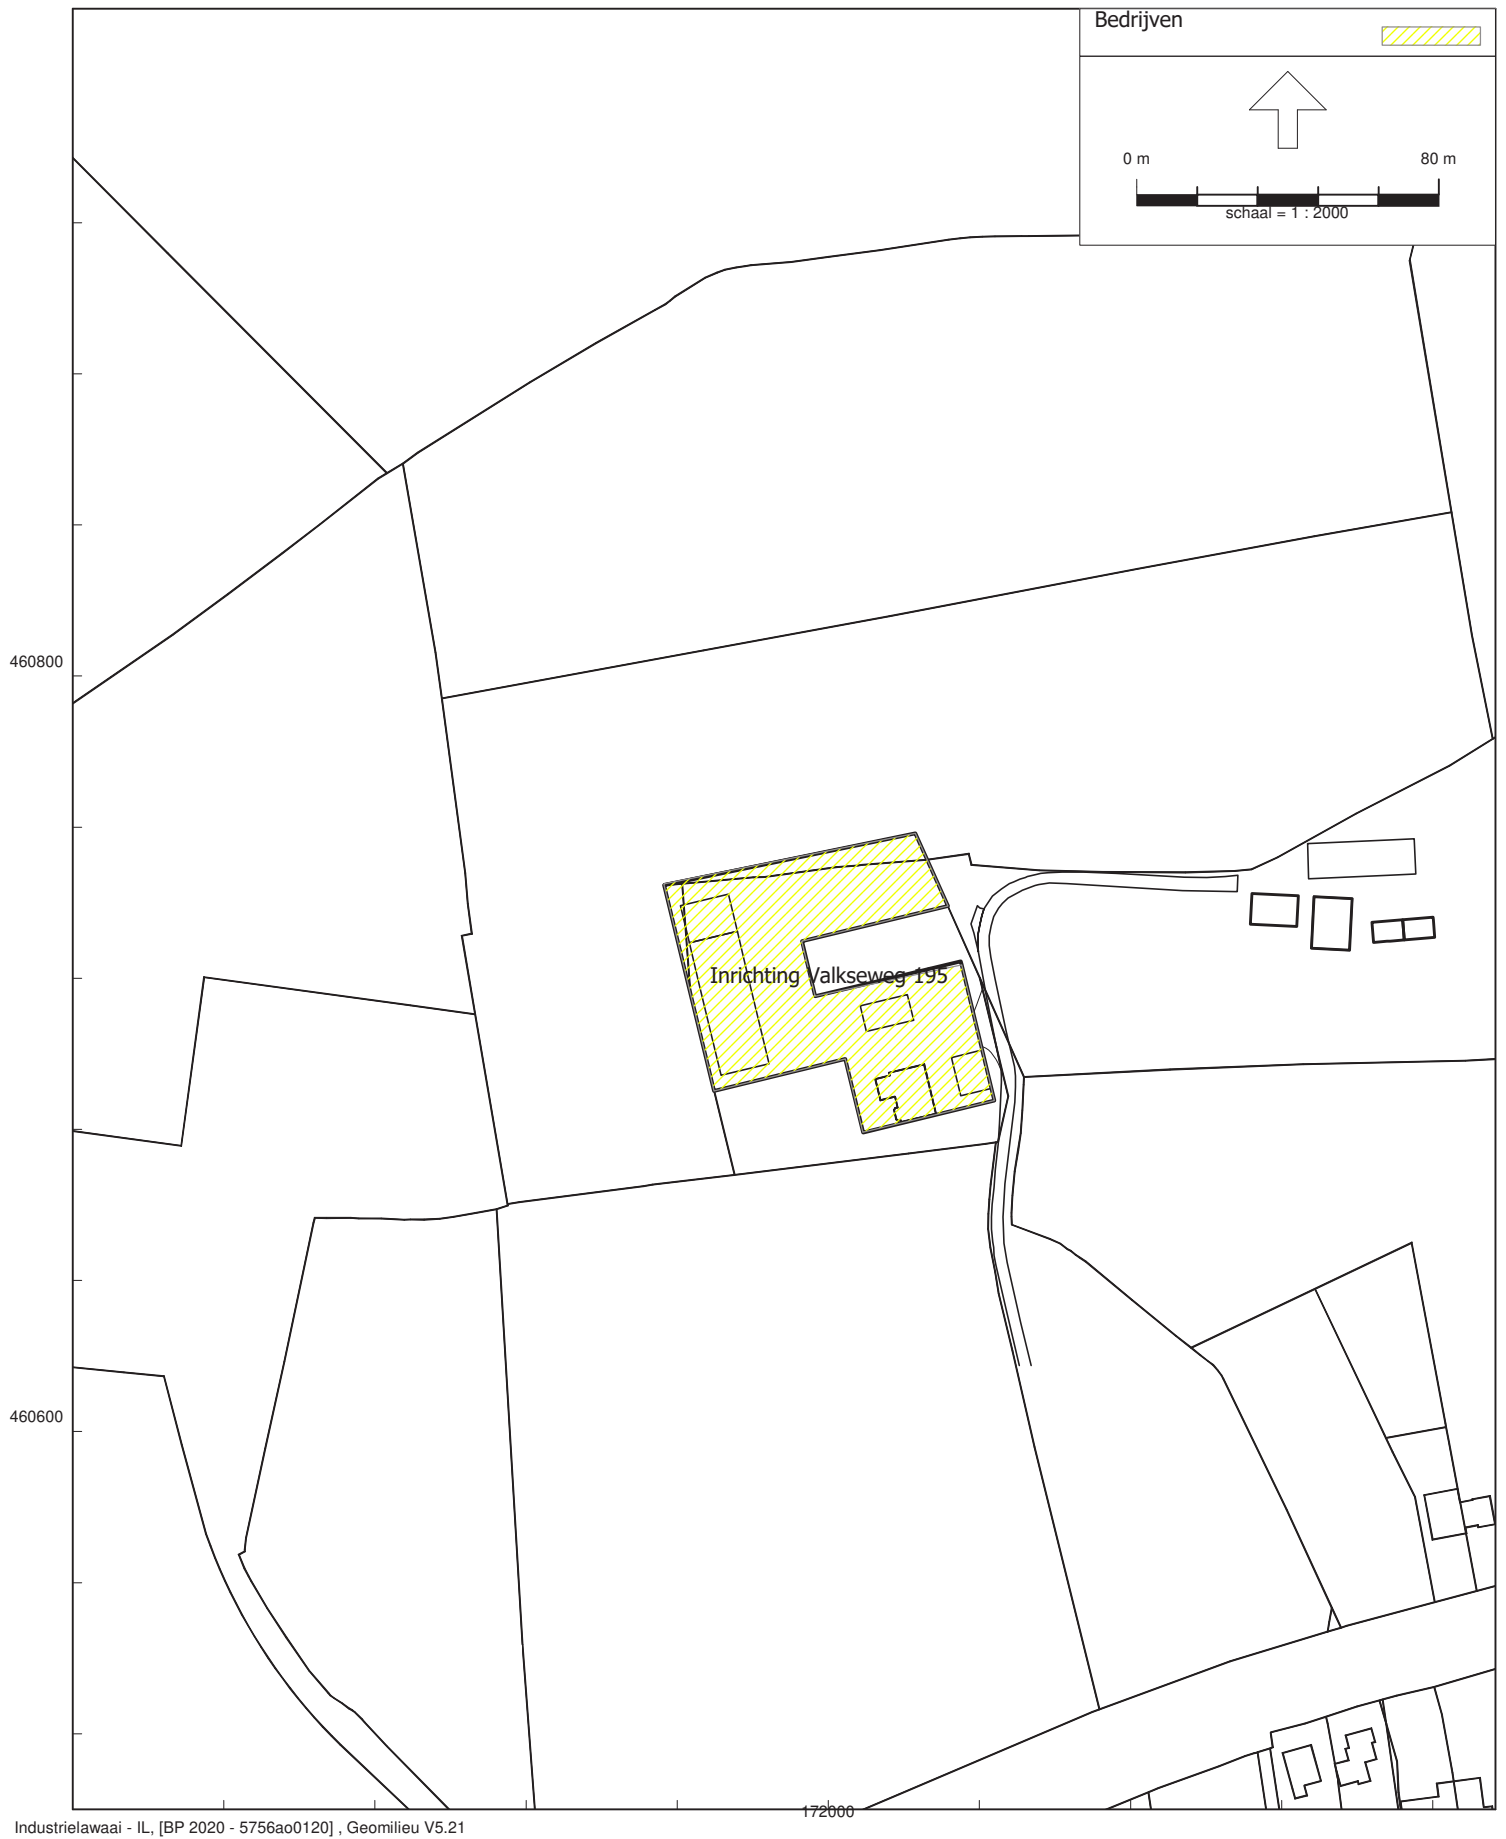 Bedrijven
0 m 80 m
schaal = 1 : 2000
460800
Inrichting Valkseweg 195
460600
172000
Industrielawaai - IL, [BP 2020 - 5756ao0120] , Geomilieu V5.21